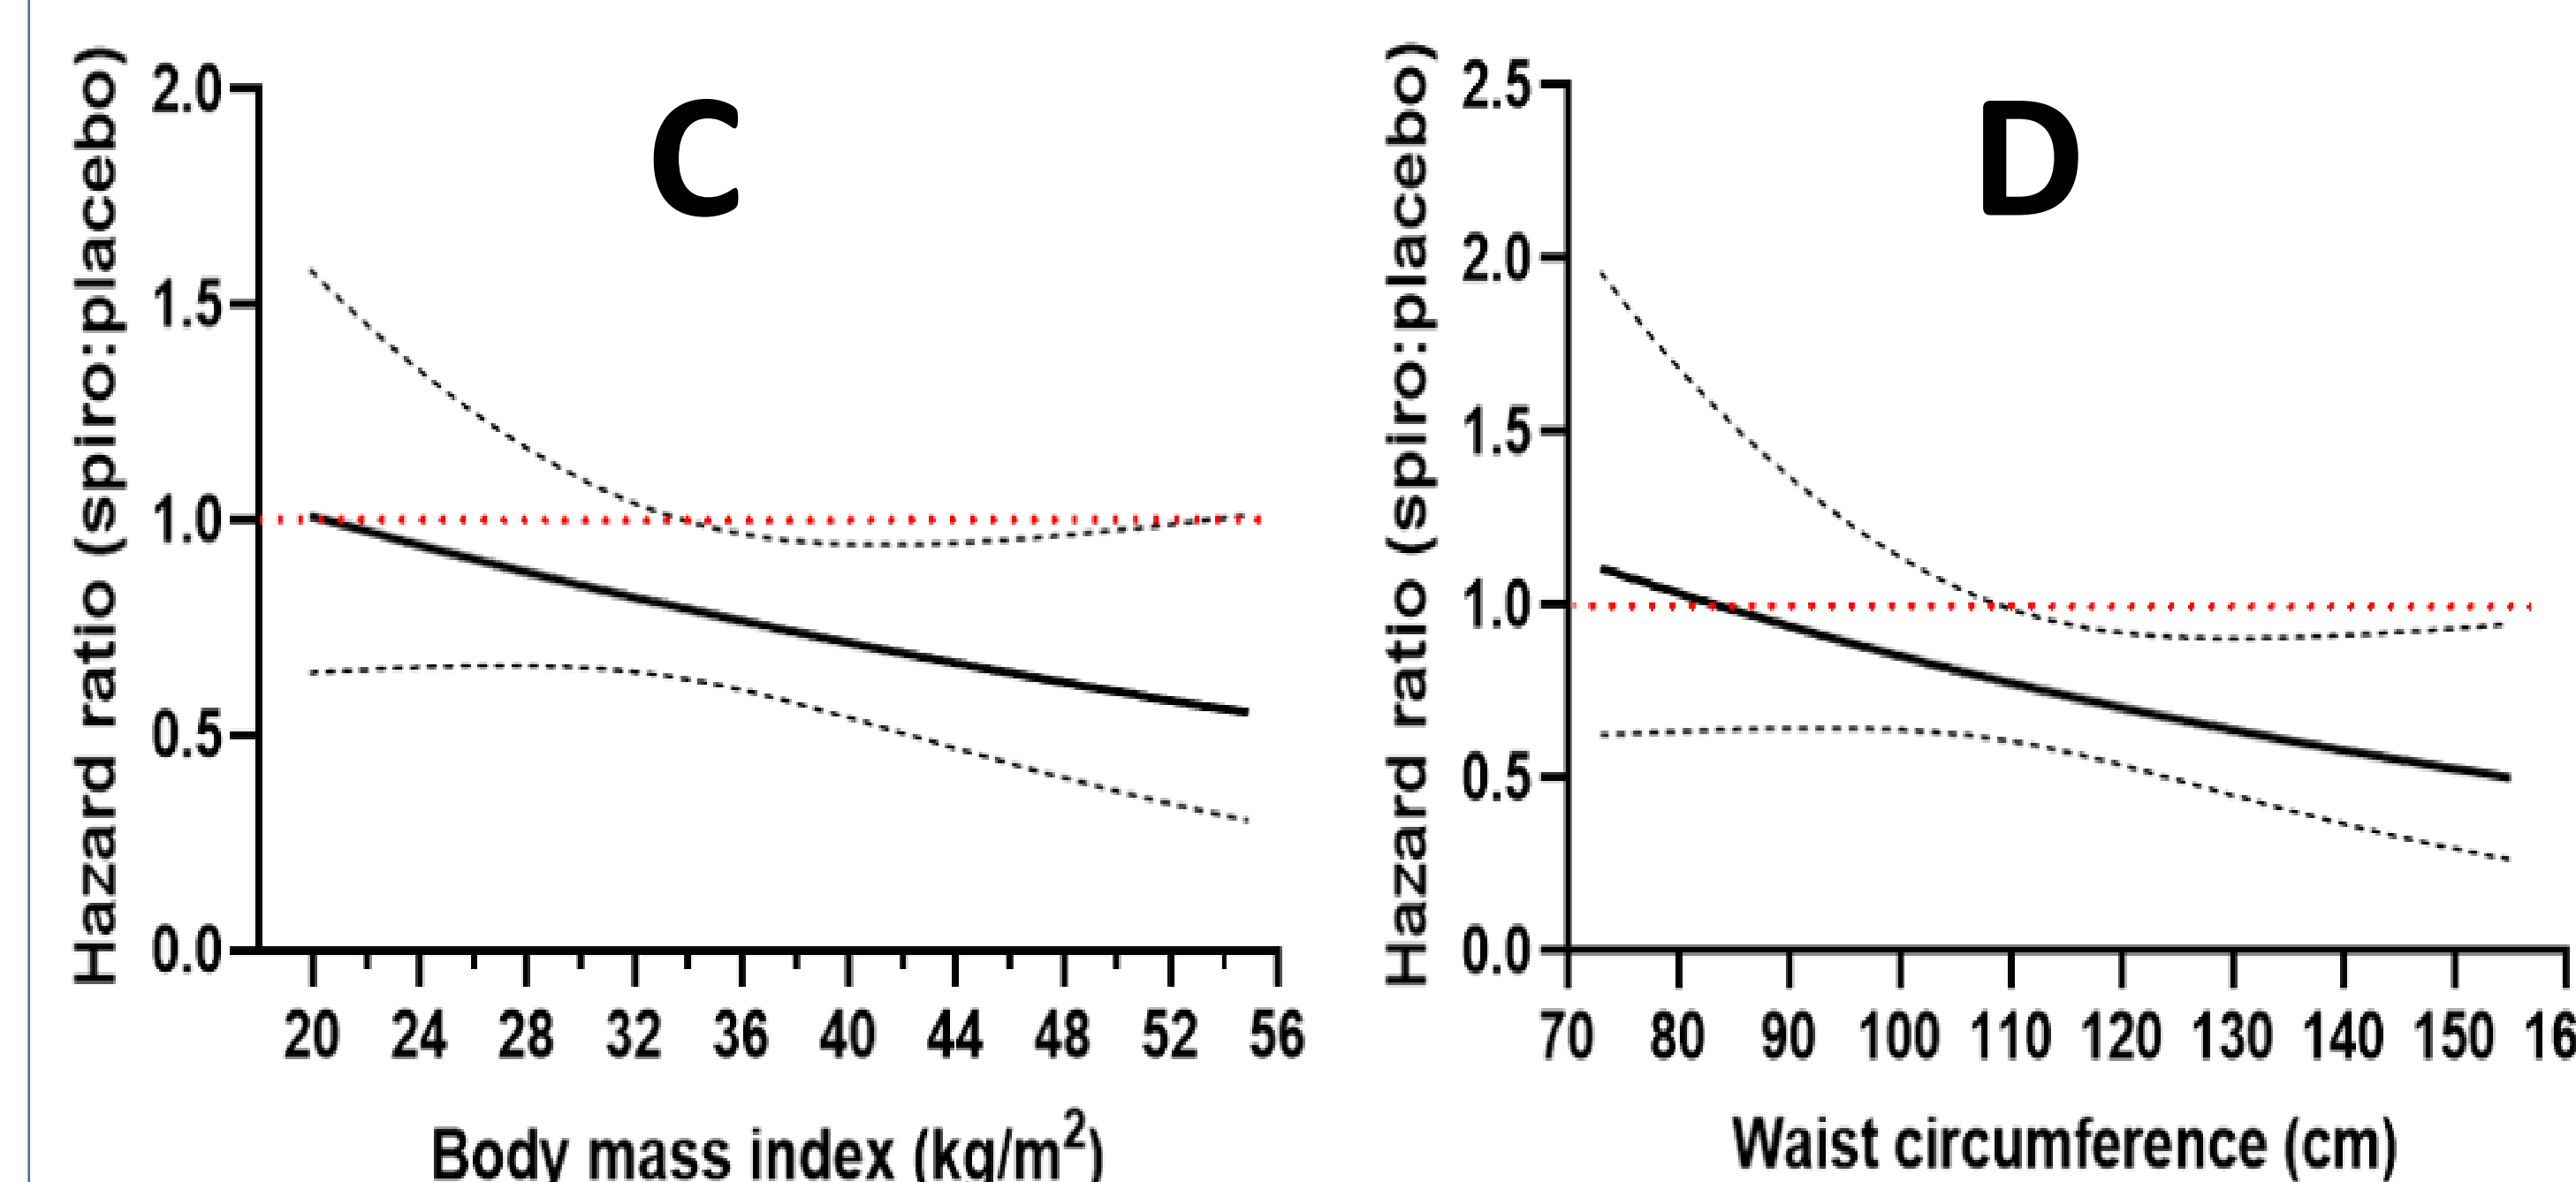 C
Hazard ratio (spiro:placebo)
2.0
1.5
1.0
0.5
0.0
20 24 28 32 36 40 44 48 52 56
Body mass index (kg/m²)
D
Hazard ratio (spiro:placebo)
2.5
2.0
1.5
1.0
0.5
0.0
70 80 90 100 110 120 130 140 150 16
Waist circumference (cm)